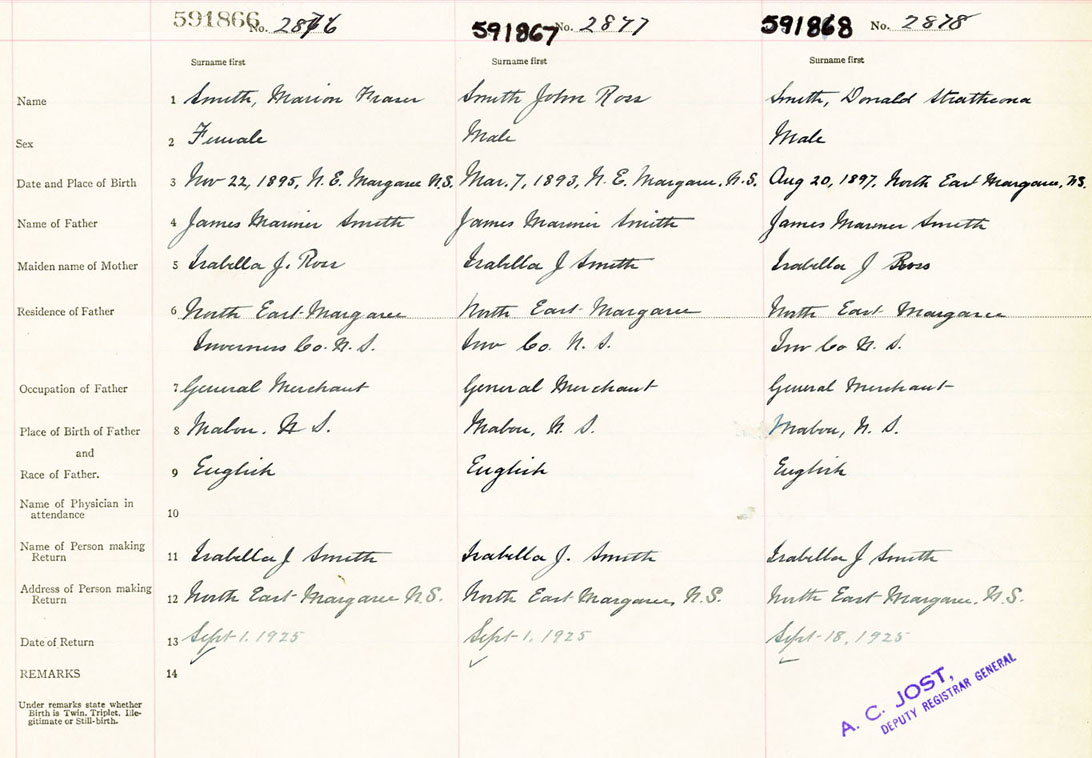 591866 No. 2876
591867 No. 2877
591868 No. 2878
Surname first
Surname first
Surname first
Name 1 Smith, Marion Fraser
Smith John Ross
Smith, Donald Strathcona
Sex 2 Female
Male
Male
Date and Place of Birth 3 Nov 22, 1895, N.E. Margaree N.S.
Mar. 7, 1893, N.E. Margaree, N.S.
Aug 20, 1897, North East Margaree, N.S.
Name of Father 4 James Mariner Smith
James Mariner Smith
James Mariner Smith
Maiden name of Mother 5 Isabella J. Ross
Isabella J Smith
Isabella J Ross
Residence of Father 6 North East Margaree
North East Margaree
North East Margaree
Inverness Co. N.S.
Inv Co. N.S.
Inv Co N.S.
Occupation of Father 7 General Merchant
General Merchant
General Merchant
Place of Birth of Father 8 Mabou. N S.
Mabou, N.S.
Mabou, N.S.
and
Race of Father. 9 English
English
English
Name of Physician in
attendance 10
Name of Person making
Return 11 Isabella J Smith
Isabella J. Smith
Isabella J Smith
Address of Person making
Return 12 North East Margaree N.S.
North East Margaree, N.S.
North East Margaree. N.S.
Date of Return 13 Sept 1. 1925
Sept 1, 1925
Sept 18, 1925
REMARKS 14
Under remarks state whether
Birth is Twin, Triplet, Ille-
gitimate or Still-birth.
A. C. JOST,
DEPUTY REGISTRAR GENERAL